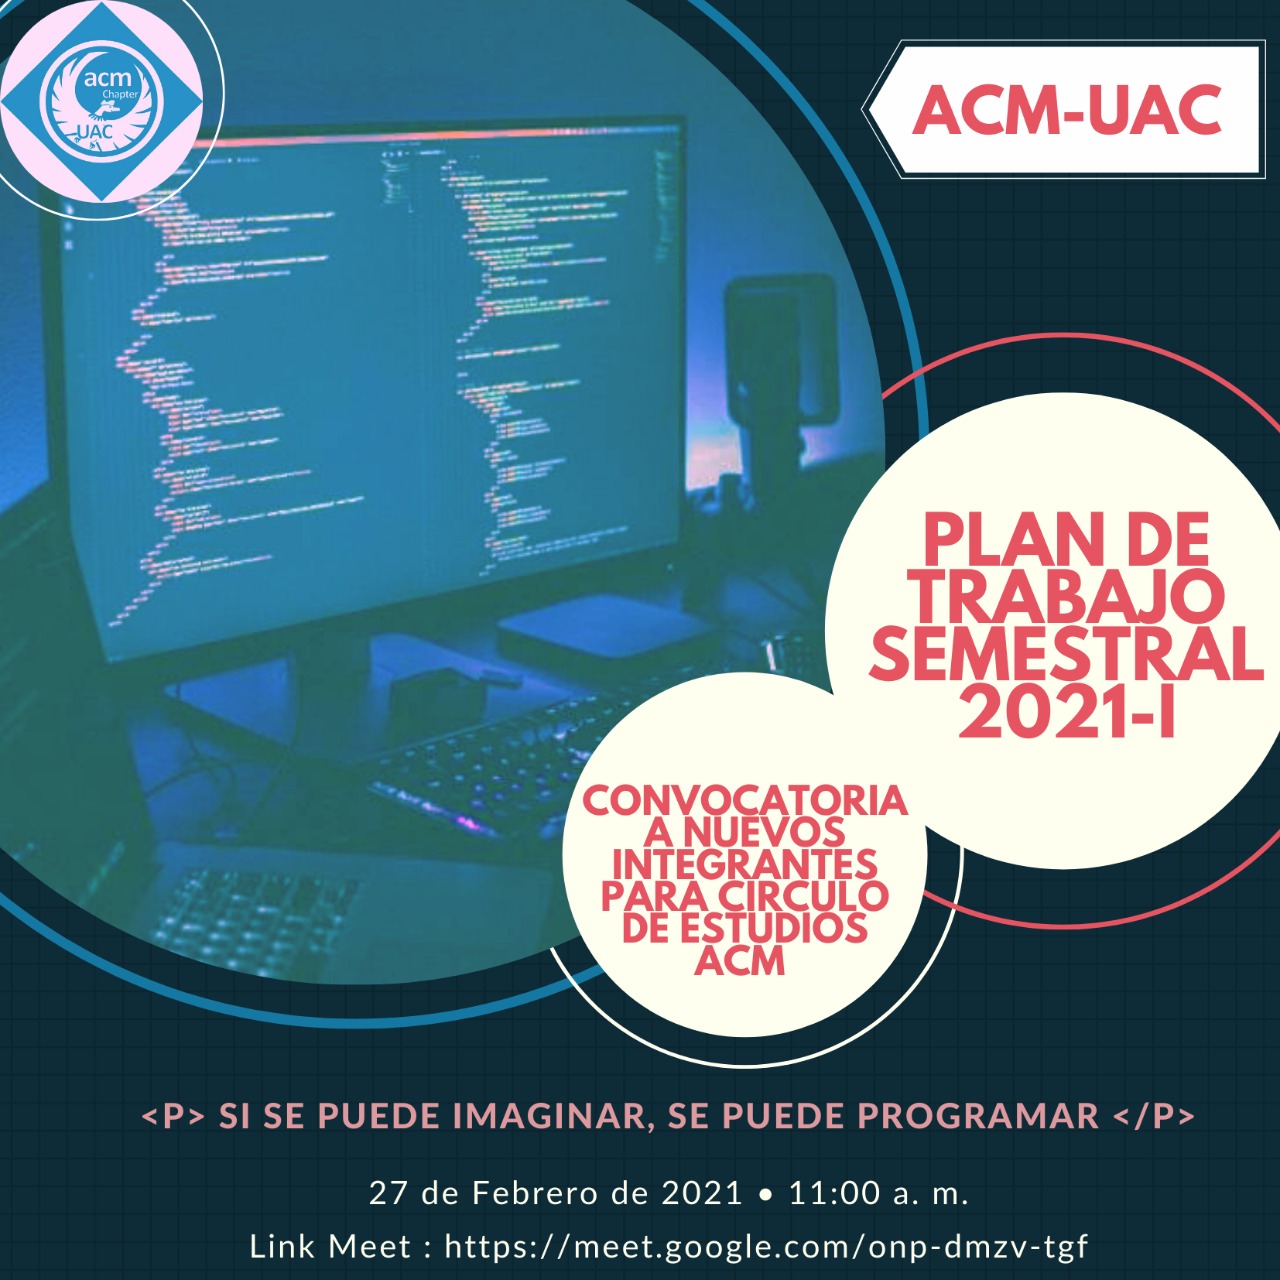 acm
Chapter
UAC
ACM-UAC
PLAN DE
TRABAJO
SEMESTRAL
2021-I
CONVOCATORIA
A NUEVOS
INTEGRANTES
PARA CIRCULO
DE ESTUDIOS
ACM
<P> SI SE PUEDE IMAGINAR, SE PUEDE PROGRAMAR </P>
27 de Febrero de 2021 • 11:00 a. m.
Link Meet : https://meet.google.com/onp-dmzv-tgf